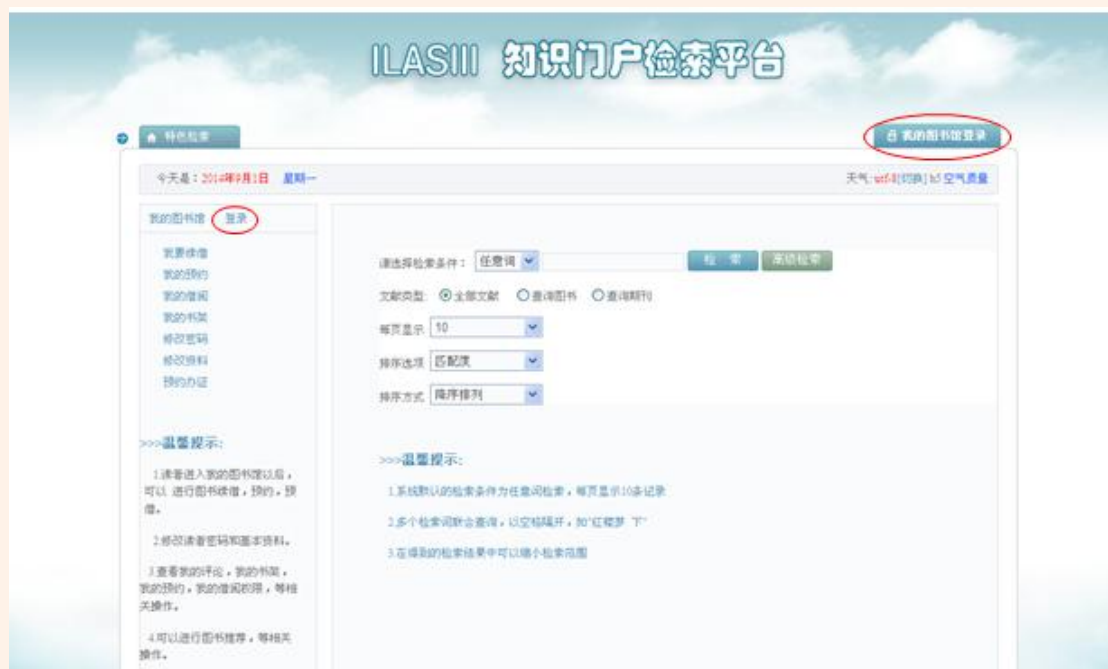 ILASIII 知识门户检索平台
特色检索
我的图书馆登录
今天是：2014年9月1日 星期一
天气: utf-8[切换] h5 空气质量
我的图书馆 登录
我要续借
我的预约
我的借阅
我的书架
修改密码
修改资料
预约办证
请选择检索条件： 任意词 检 索 高级检索
文献类型: 全部文献 查询图书 查询期刊
每页显示 10
排序选项 匹配度
排序方式 降序排列
>>>温馨提示:
1.读者进入我的图书馆以后，
可以 进行图书续借，预约，预
借。
2.修改读者密码和基本资料。
3.查看我的评论，我的书架，
我的预约，我的借阅权限，等相
关操作。
4.可以进行图书推荐，等相关
操作。
>>>温馨提示:
1.系统默认的检索条件为任意词检索，每页显示10条记录
2.多个检索词联合查询，以空格隔开，如"红楼梦 下"
3.在得到的检索结果中可以缩小检索范围